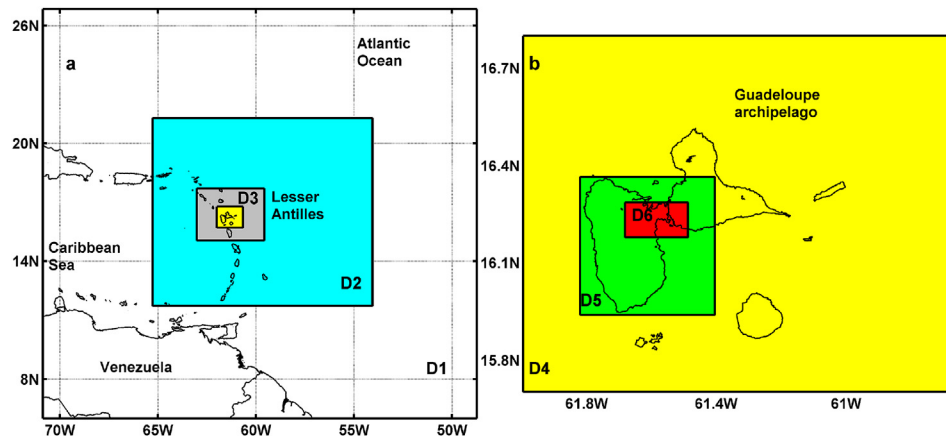 a
Atlantic
Ocean
26N
20N
14N
8N
D3
Lesser
Antilles
Caribbean
Sea
D2
Venezuela
D1
70W
65W
60W
55W
50W
b
Guadeloupe
archipelago
16.7N
16.4N
16.1N
15.8N
D6
D5
D4
61.8W
61.4W
61W